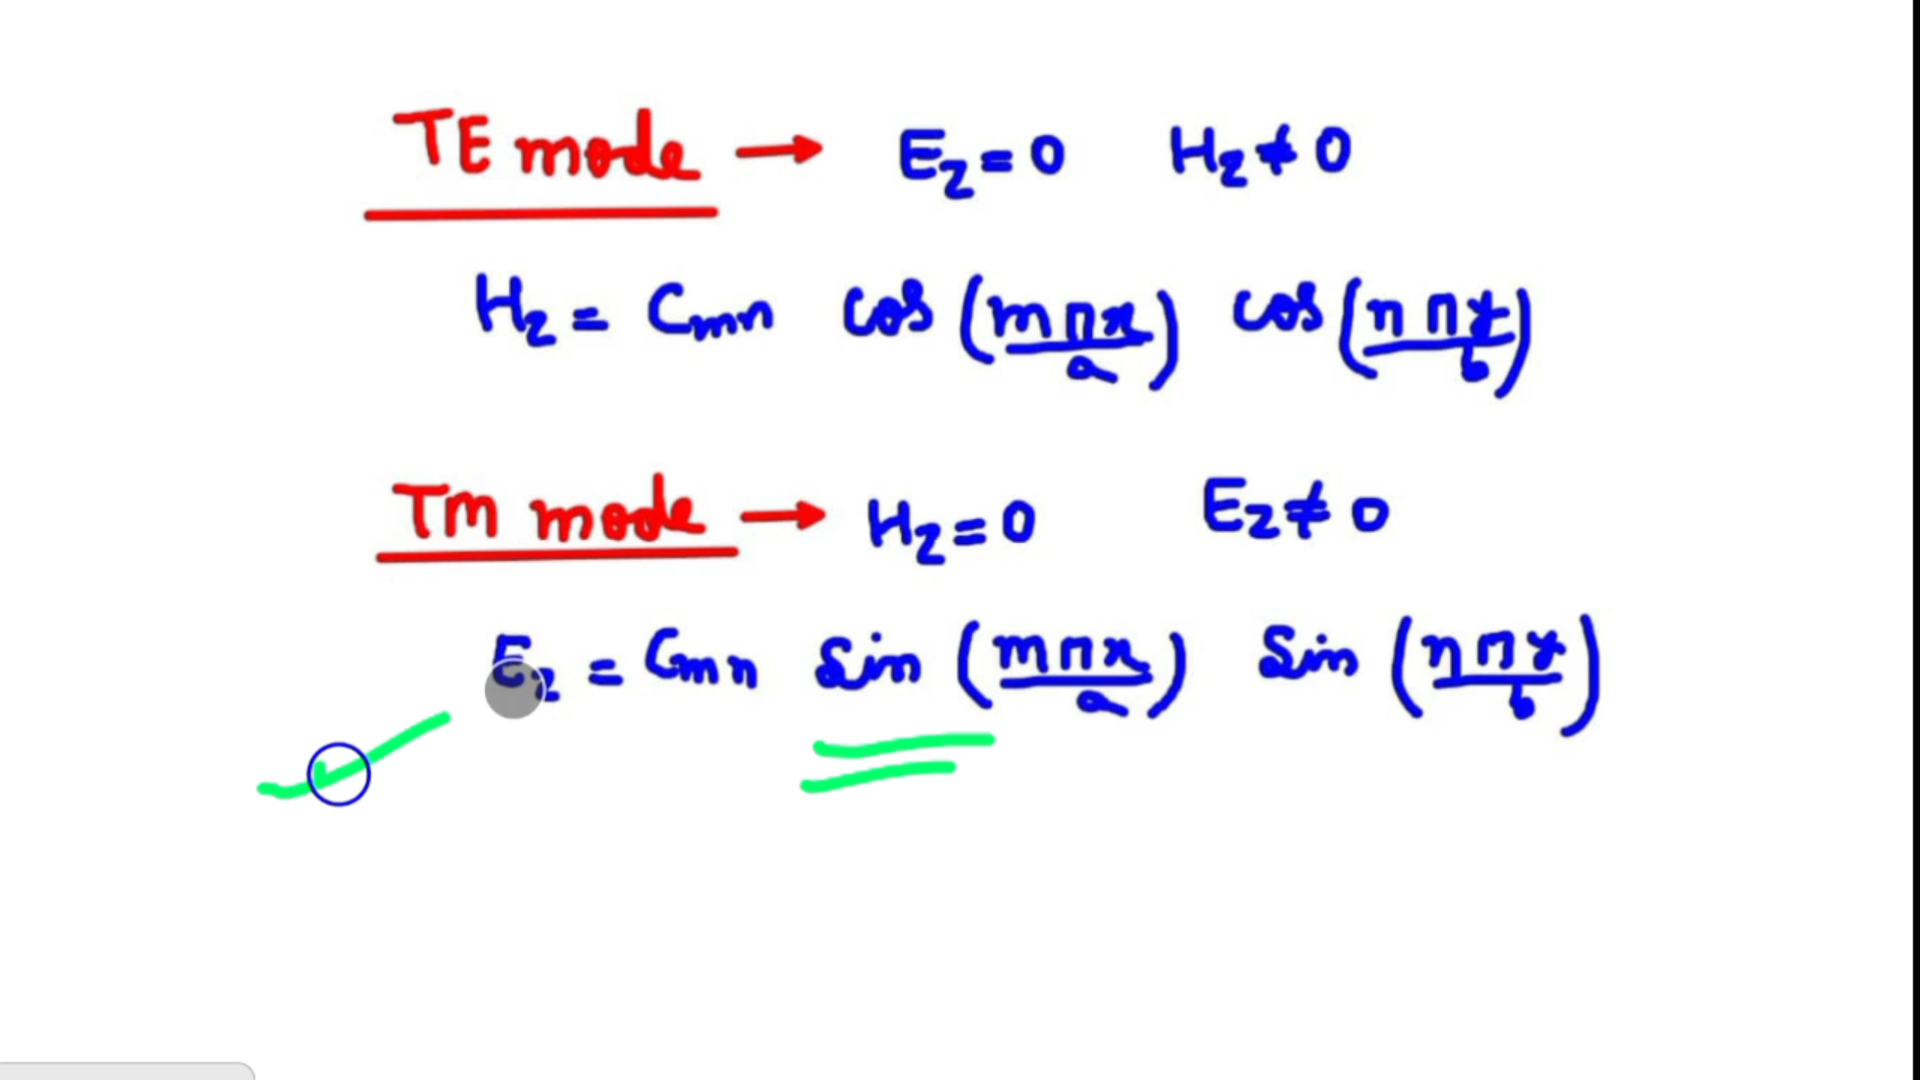 TE mode → Ez = 0 Hz ≠ 0
Hz = Cmn cos (mπx/a) cos (nπy/b)
TM mode → Hz = 0 Ez ≠ 0
Ez = Cmn sin (mπx/a) sin (nπy/b)